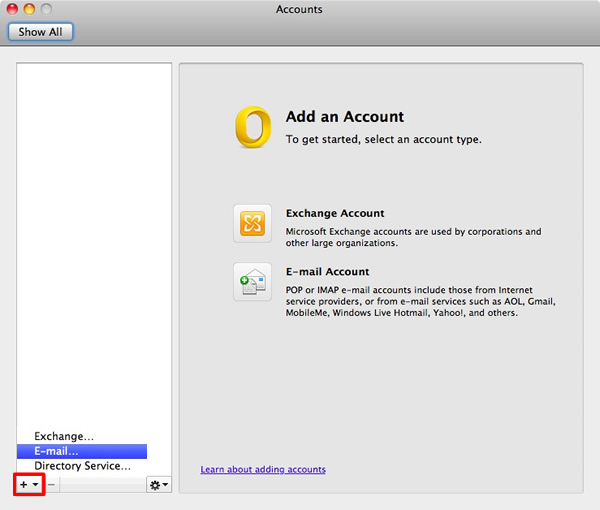 Accounts
Show All
Add an Account
To get started, select an account type.
Exchange Account
Microsoft Exchange accounts are used by corporations and
other large organizations.
E-mail Account
POP or IMAP e-mail accounts include those from Internet
service providers, or from e-mail services such as AOL, Gmail,
MobileMe, Windows Live Hotmail, Yahoo!, and others.
Exchange...
E-mail...
Directory Service...
Learn about adding accounts